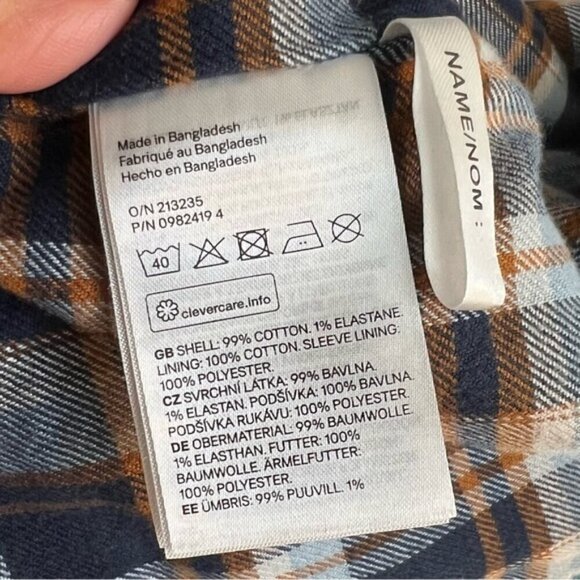 Made in Bangladesh
Fabriqué au Bangladesh
Hecho en Bangladesh
O/N 213235
P/N 0982419 4
40
clevercare.info
GB SHELL: 99% COTTON. 1% ELASTANE.
LINING: 100% COTTON. SLEEVE LINING:
100% POLYESTER.
CZ SVRCHNÍ LÁTKA: 99% BAVLNA.
1% ELASTAN. PODŠÍVKA: 100% BAVLNA.
PODŠÍVKA RUKÁVU: 100% POLYESTER.
DE OBERMATERIAL: 99% BAUMWOLLE.
1% ELASTHAN. FUTTER: 100%
BAUMWOLLE. ÄRMELFUTTER:
100% POLYESTER.
EE ÜMBRIS: 99% PUUVILL. 1%
NAME/NOM :